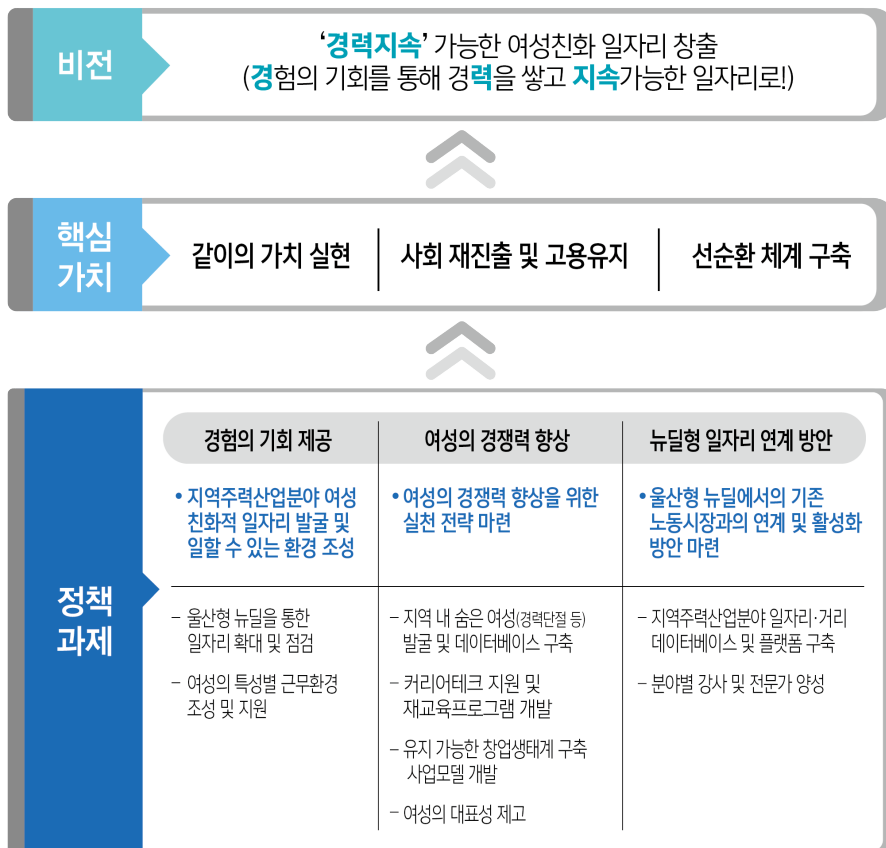 비전
‘경력지속’ 가능한 여성친화 일자리 창출
(경험의 기회를 통해 경력을 쌓고 지속가능한 일자리로!)
핵심
가치
같이의 가치 실현
사회 재진출 및 고용유지
선순환 체계 구축
정책
과제
경험의 기회 제공
• 지역주력산업분야 여성
친화적 일자리 발굴 및
일할 수 있는 환경 조성
– 울산형 뉴딜을 통한
일자리 확대 및 점검
– 여성의 특성별 근무환경
조성 및 지원
여성의 경쟁력 향상
• 여성의 경쟁력 향상을 위한
실천 전략 마련
– 지역 내 숨은 여성(경력단절 등)
발굴 및 데이터베이스 구축
– 커리어테크 지원 및
재교육프로그램 개발
– 유지 가능한 창업생태계 구축
사업모델 개발
– 여성의 대표성 제고
뉴딜형 일자리 연계 방안
• 울산형 뉴딜에서의 기존
노동시장과의 연계 및 활성화
방안 마련
– 지역주력산업분야 일자리·거리
데이터베이스 및 플랫폼 구축
– 분야별 강사 및 전문가 양성